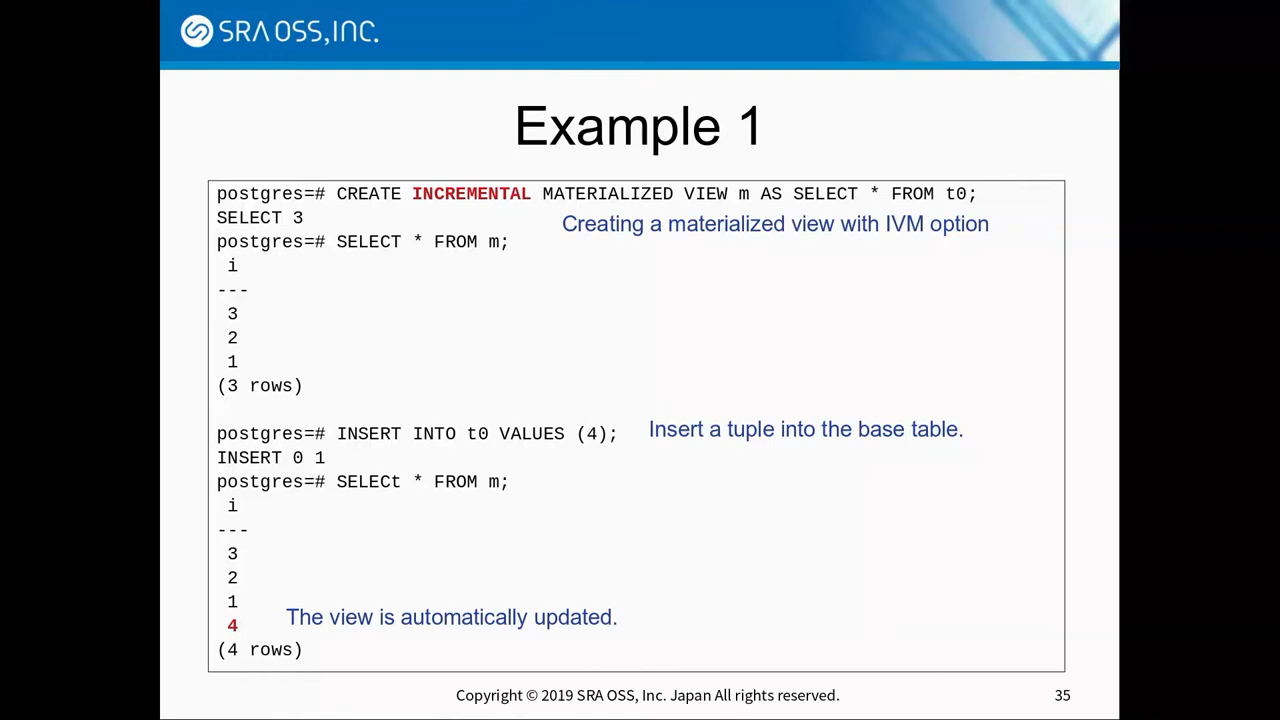 SRA OSS, INC.
Example 1
postgres=# CREATE INCREMENTAL MATERIALIZED VIEW m AS SELECT * FROM t0;
SELECT 3
Creating a materialized view with IVM option
postgres=# SELECT * FROM m;
i
---
3
2
1
(3 rows)
postgres=# INSERT INTO t0 VALUES (4);
Insert a tuple into the base table.
INSERT 0 1
postgres=# SELECt * FROM m;
i
---
3
2
1
4
The view is automatically updated.
(4 rows)
Copyright © 2019 SRA OSS, Inc. Japan All rights reserved.
35